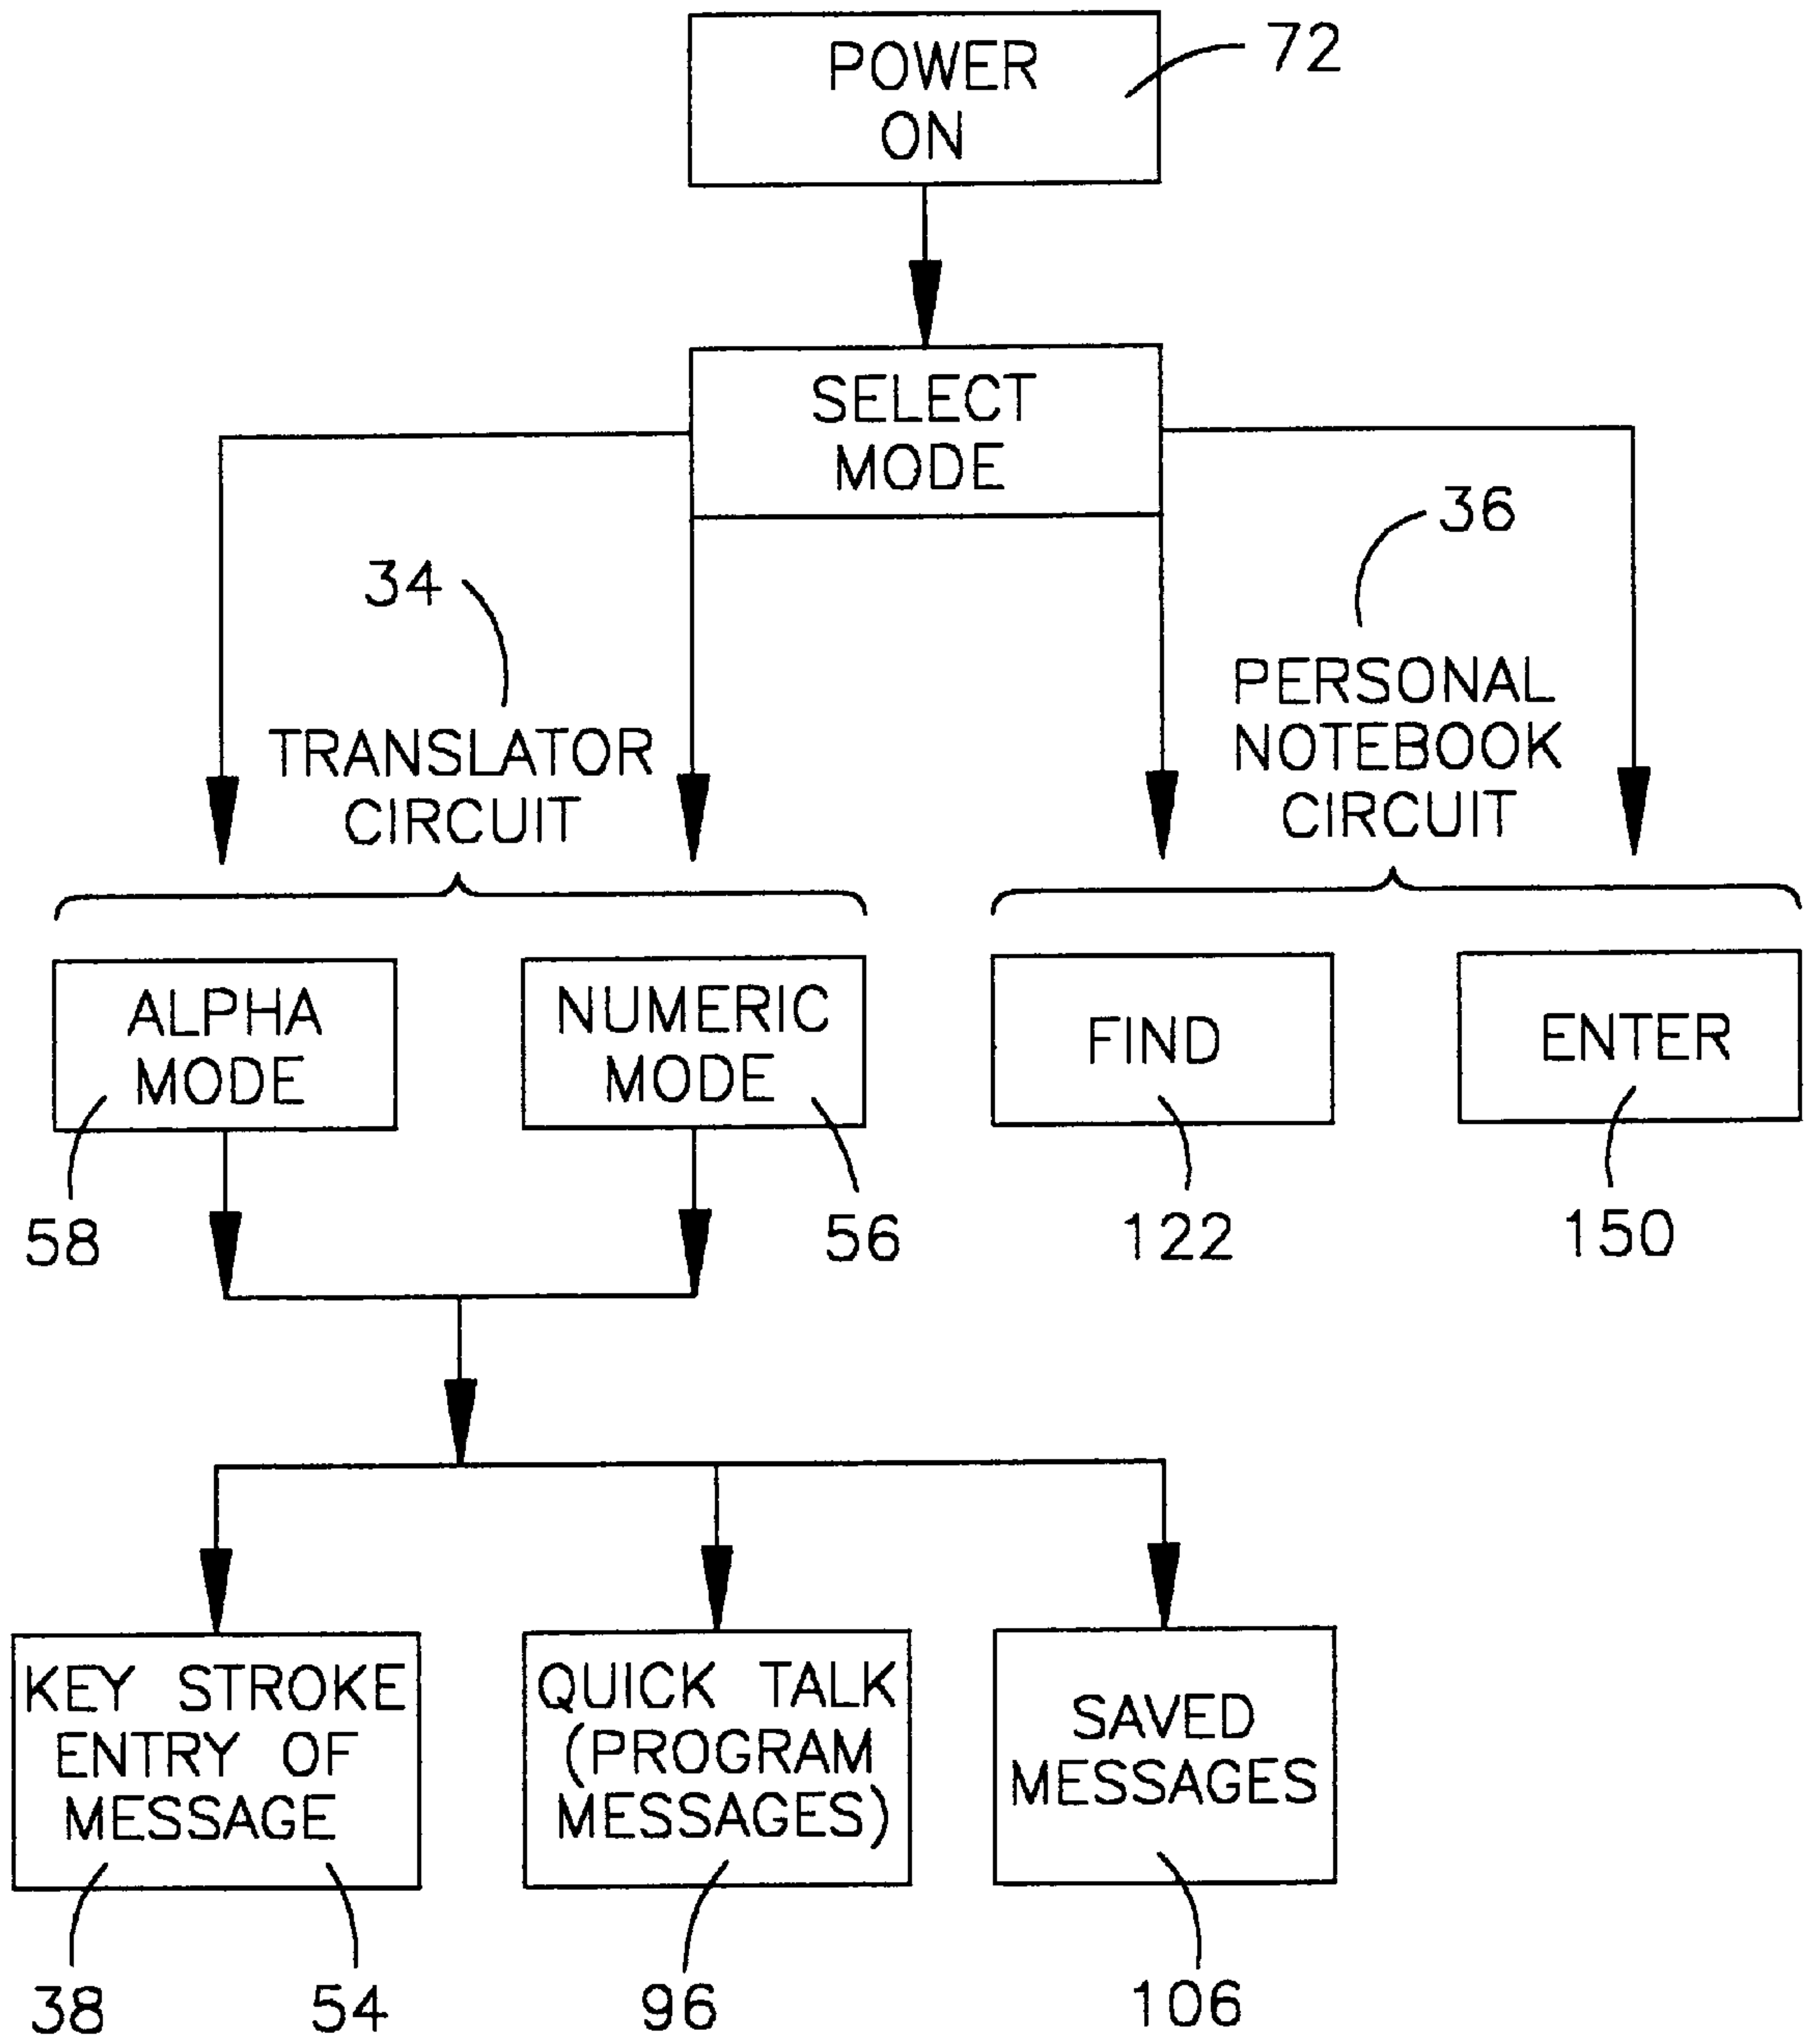 POWER
ON
72
SELECT
MODE
36
34
PERSONAL
NOTEBOOK
CIRCUIT
TRANSLATOR
CIRCUIT
ALPHA
MODE
NUMERIC
MODE
FIND
ENTER
58
56
122
150
KEY STROKE
ENTRY OF
MESSAGE
QUICK TALK
(PROGRAM
MESSAGES)
SAVED
MESSAGES
38
54
96
106